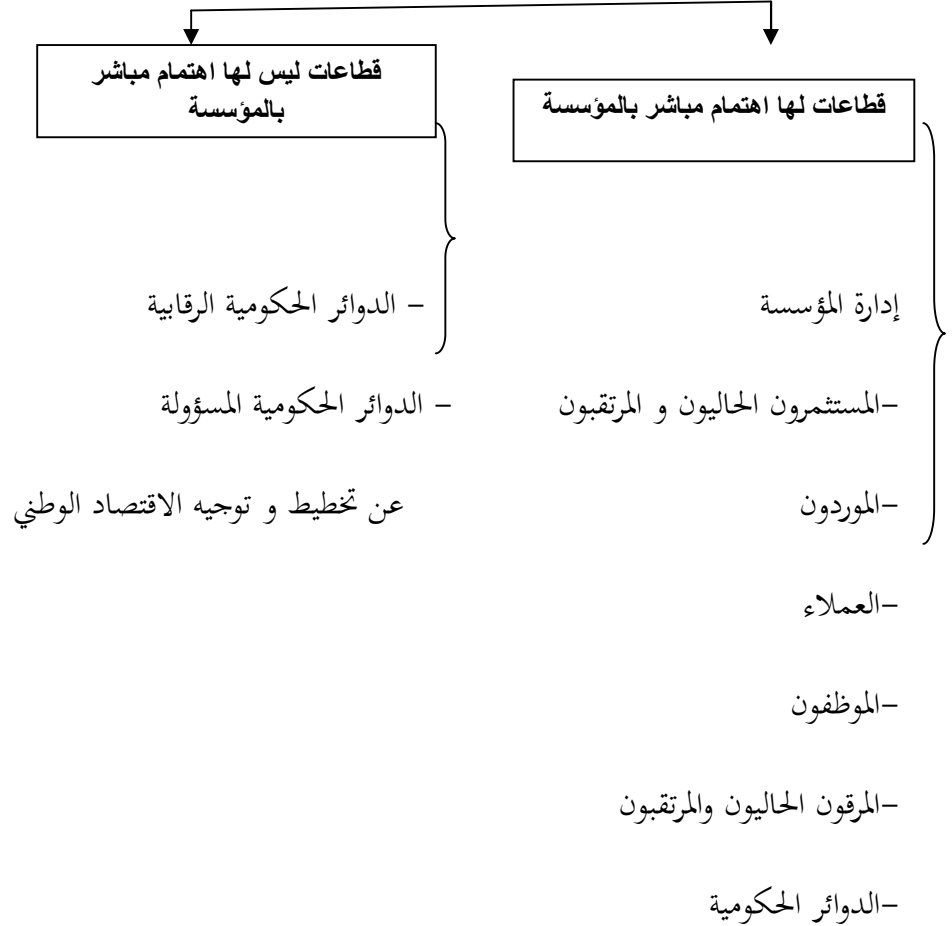 قطاعات لها اهتمام مباشر بالمؤسسة
إدارة المؤسسة
-المستثمرون الحاليون و المرتقبون
-الموردون
-العملاء
-الموظفون
-المرقون الحاليون والمرتقبون
-الدوائر الحكومية
قطاعات ليس لها اهتمام مباشر
بالمؤسسة
- الدوائر الحكومية الرقابية
- الدوائر الحكومية المسؤولة
عن تخطيط و توجيه الاقتصاد الوطني